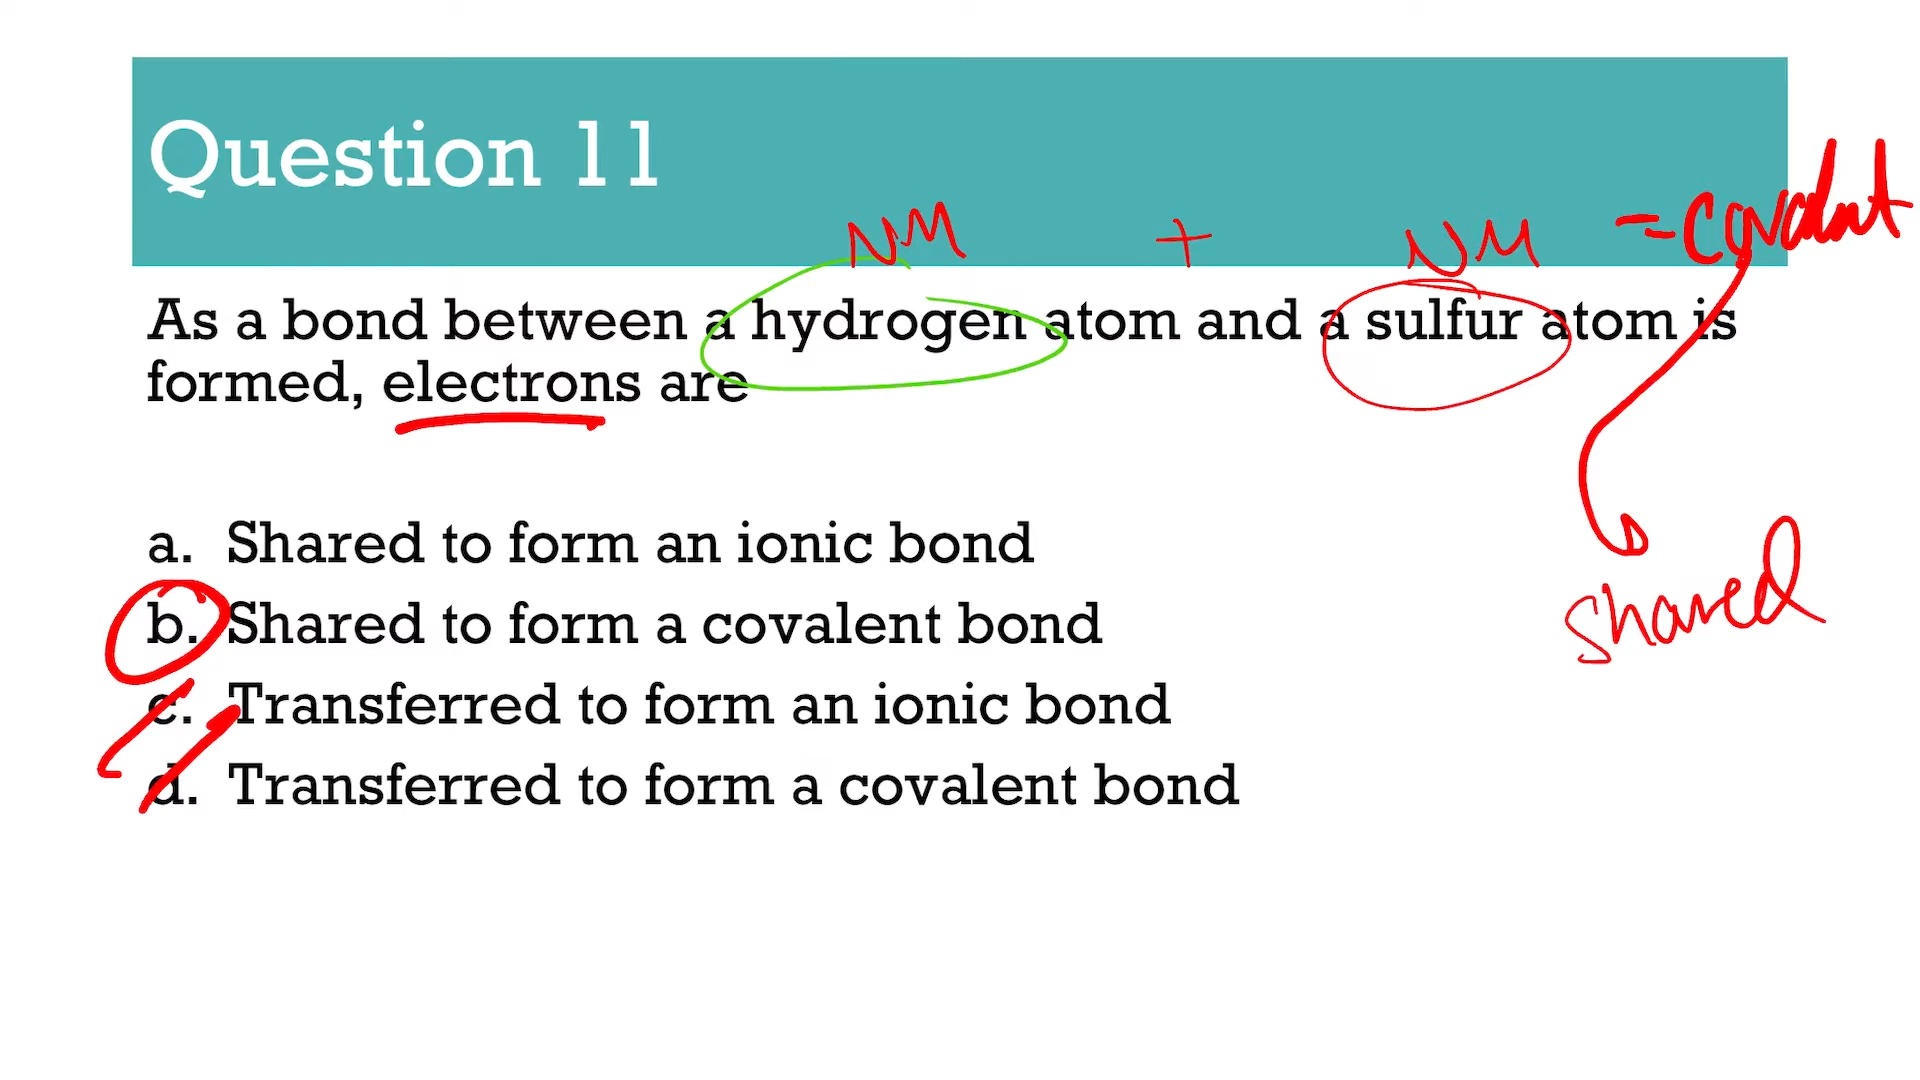 Question 11
NM + NM = covalent
As a bond between a hydrogen atom and a sulfur atom is
formed, electrons are
a. Shared to form an ionic bond
b. Shared to form a covalent bond
shared
c. Transferred to form an ionic bond
d. Transferred to form a covalent bond